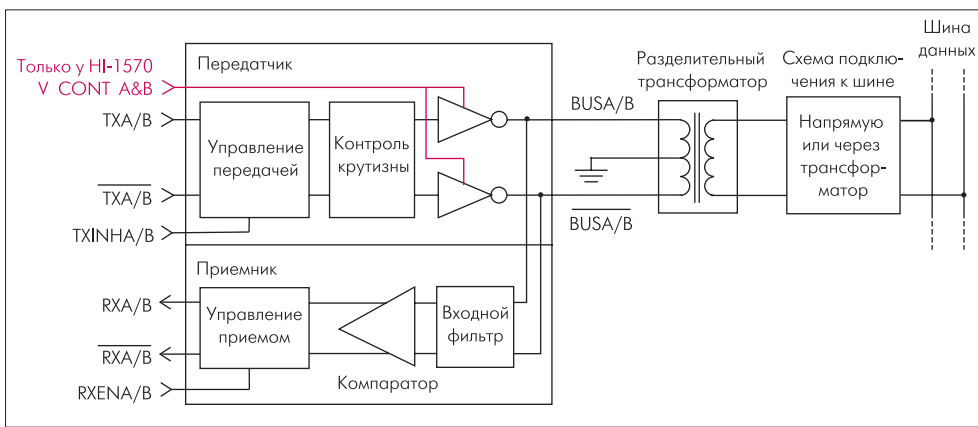 Только у HI-1570
V CONT A&B
TXA/B
TXA/B
TXINHA/B
Передатчик
Управление
передачей
Контроль
крутизны
BUSA/B
BUSA/B
Разделительный
трансформатор
Схема подклю-
чения к шине
Напрямую
или через
трансфор-
матор
Шина
данных
Приемник
RXA/B
RXA/B
RXENA/B
Управление
приемом
Компаратор
Входной
фильтр